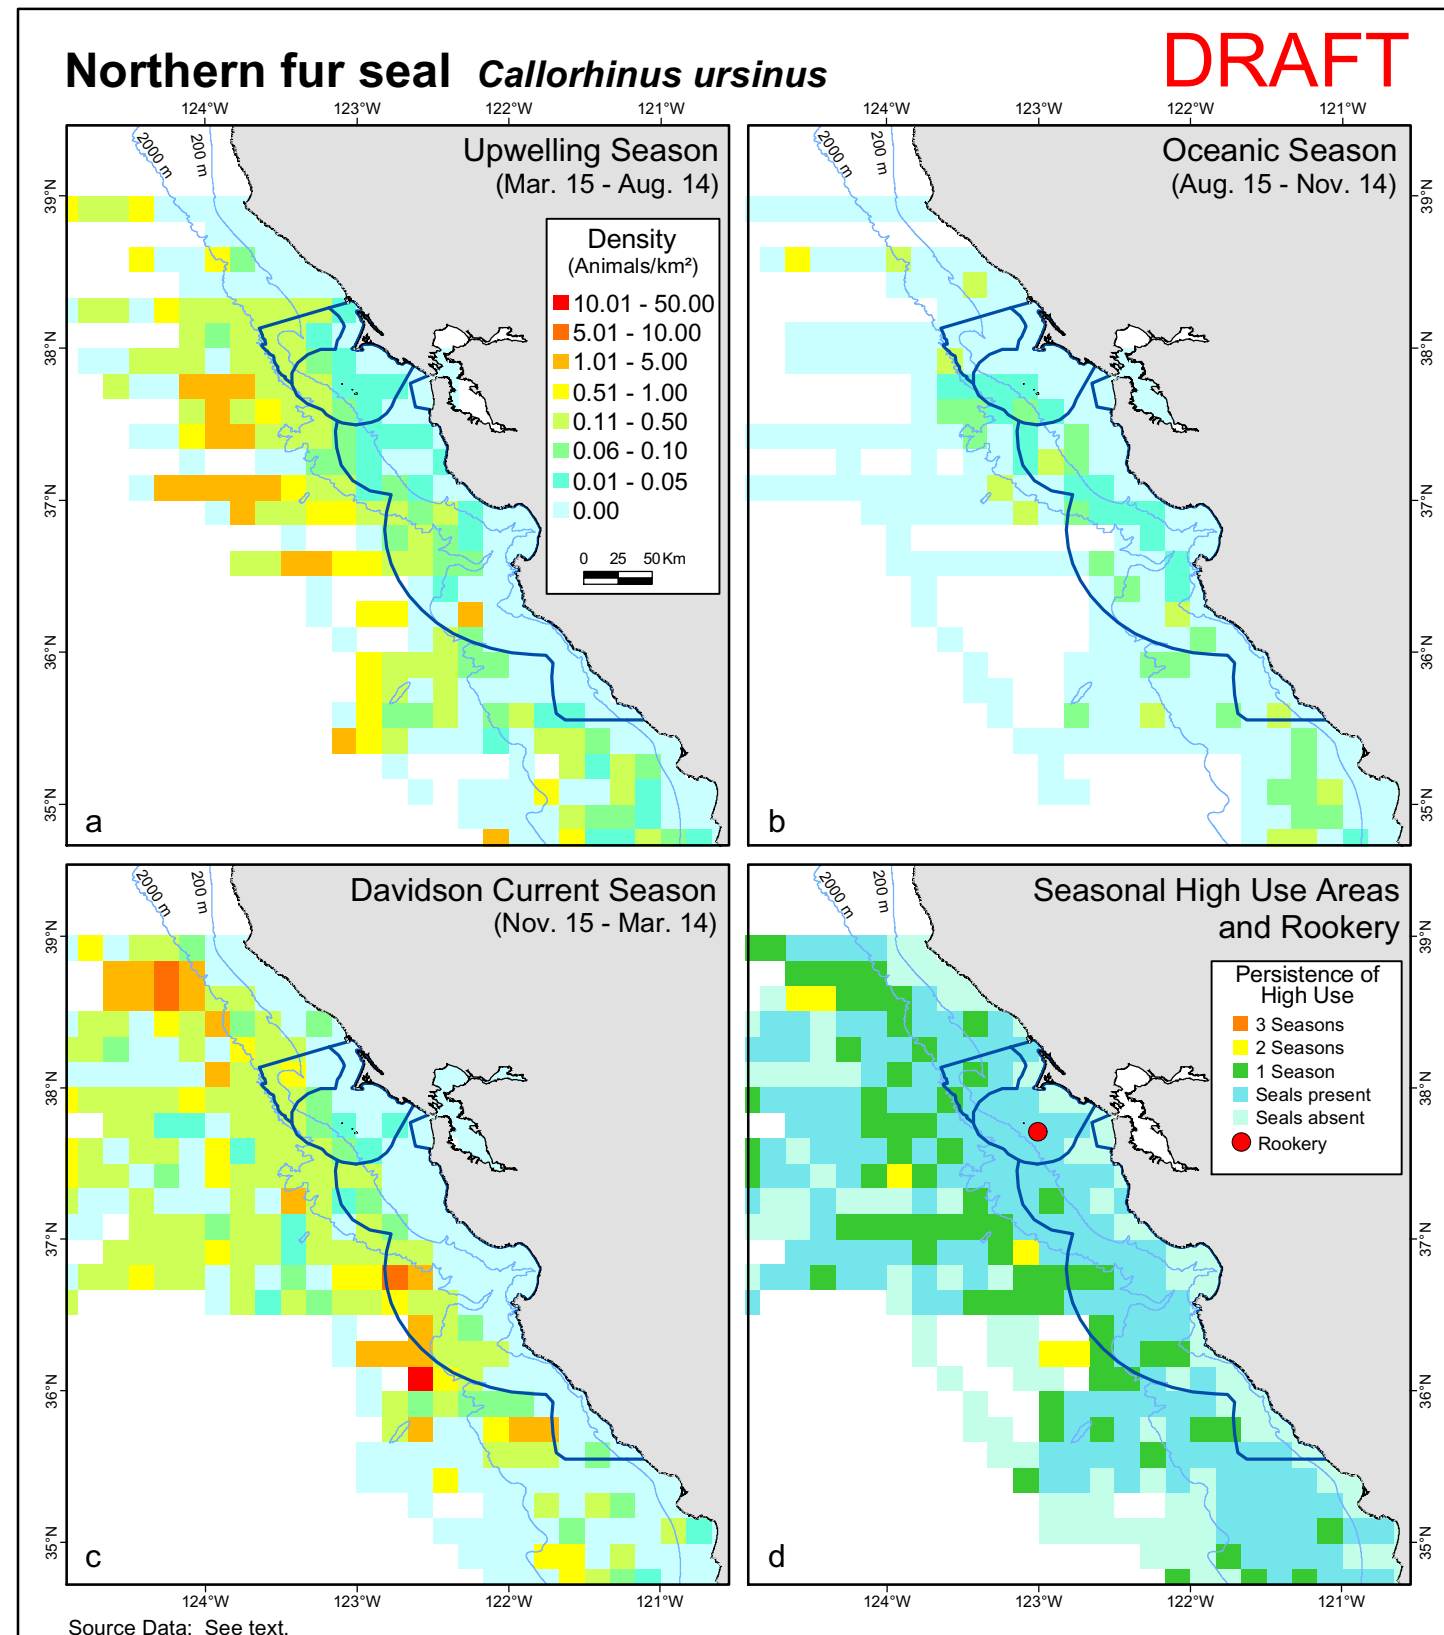 Northern fur seal Callorhinus ursinus
DRAFT
124°W 123°W 122°W 121°W
124°W 123°W 122°W 121°W
Upwelling Season
(Mar. 15 - Aug. 14)
2000 m
200 m
39°N
38°N
37°N
36°N
35°N
Density
(Animals/km²)
10.01 - 50.00
5.01 - 10.00
1.01 - 5.00
0.51 - 1.00
0.11 - 0.50
0.06 - 0.10
0.01 - 0.05
0.00
0 25 50 Km
a
Oceanic Season
(Aug. 15 - Nov. 14)
2000 m
200 m
39°N
38°N
37°N
36°N
35°N
b
Davidson Current Season
(Nov. 15 - Mar. 14)
2000 m
200 m
39°N
38°N
37°N
36°N
35°N
c
Seasonal High Use Areas
and Rookery
2000 m
200 m
Persistence of
High Use
3 Seasons
2 Seasons
1 Season
Seals present
Seals absent
Rookery
39°N
38°N
37°N
36°N
35°N
d
124°W 123°W 122°W 121°W
124°W 123°W 122°W 121°W
Source Data: See text.